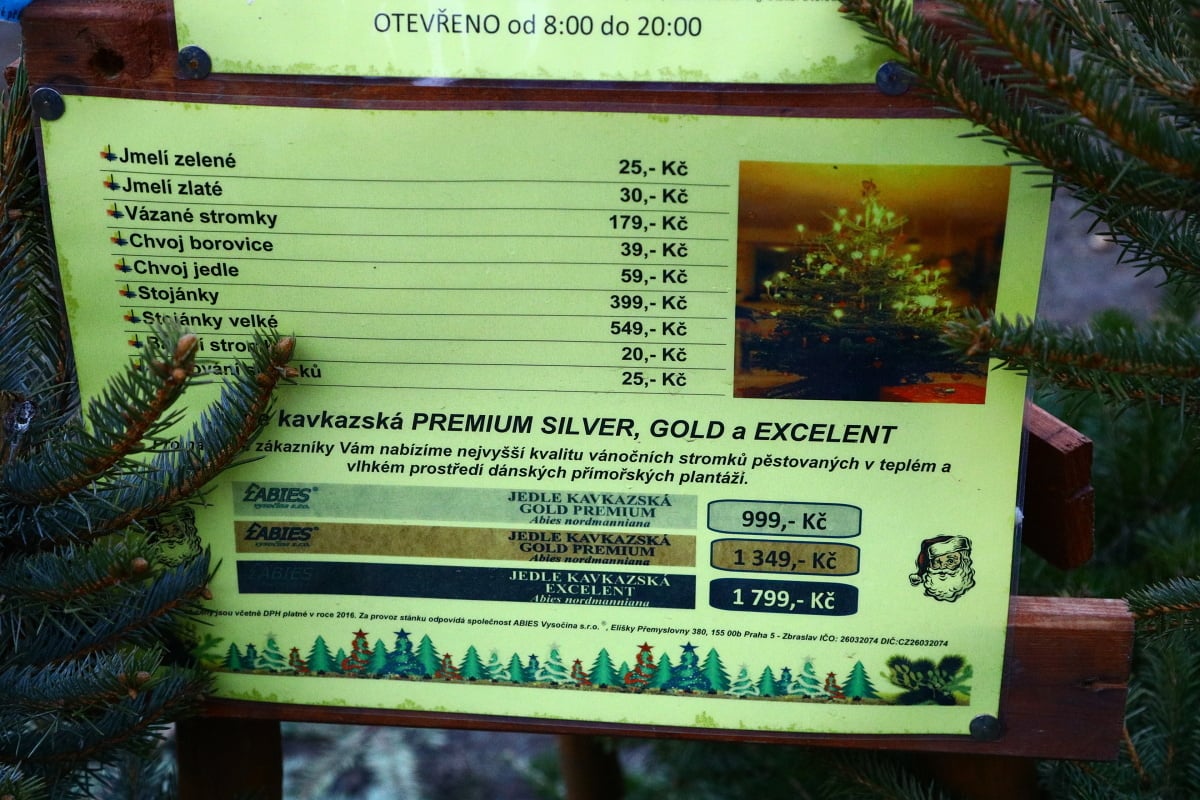 OTEVŘENO od 8:00 do 20:00
Jmelí zelené 25,- Kč
Jmelí zlaté 30,- Kč
Vázané stromky 179,- Kč
Chvoj borovice 39,- Kč
Chvoj jedle 59,- Kč
Stojánky 399,- Kč
Stojánky velké 549,- Kč
20,- Kč
25,- Kč
kavkazská PREMIUM SILVER, GOLD a EXCELENT
zákazníky Vám nabízíme nejvyšší kvalitu vánočních stromků pěstovaných v teplém a
vlhkém prostředí dánských přímořských plantáži.
ABIES® vysočina s.r.o. JEDLE KAVKAZSKÁ
GOLD PREMIUM 999,- Kč
Abies nordmanniana
ABIES® vysočina s.r.o. JEDLE KAVKAZSKÁ
GOLD PREMIUM 1 349,- Kč
Abies nordmanniana
ABIES JEDLE KAVKAZSKÁ
EXCELENT 1 799,- Kč
Abies nordmanniana
jsou včetně DPH platné v roce 2016. Za provoz stánku odpovídá společnost ABIES Vysočina s.r.o. ®, Elišky Přemyslovny 380, 155 00b Praha 5 - Zbraslav IČO: 26032074 DIČ:CZ26032074